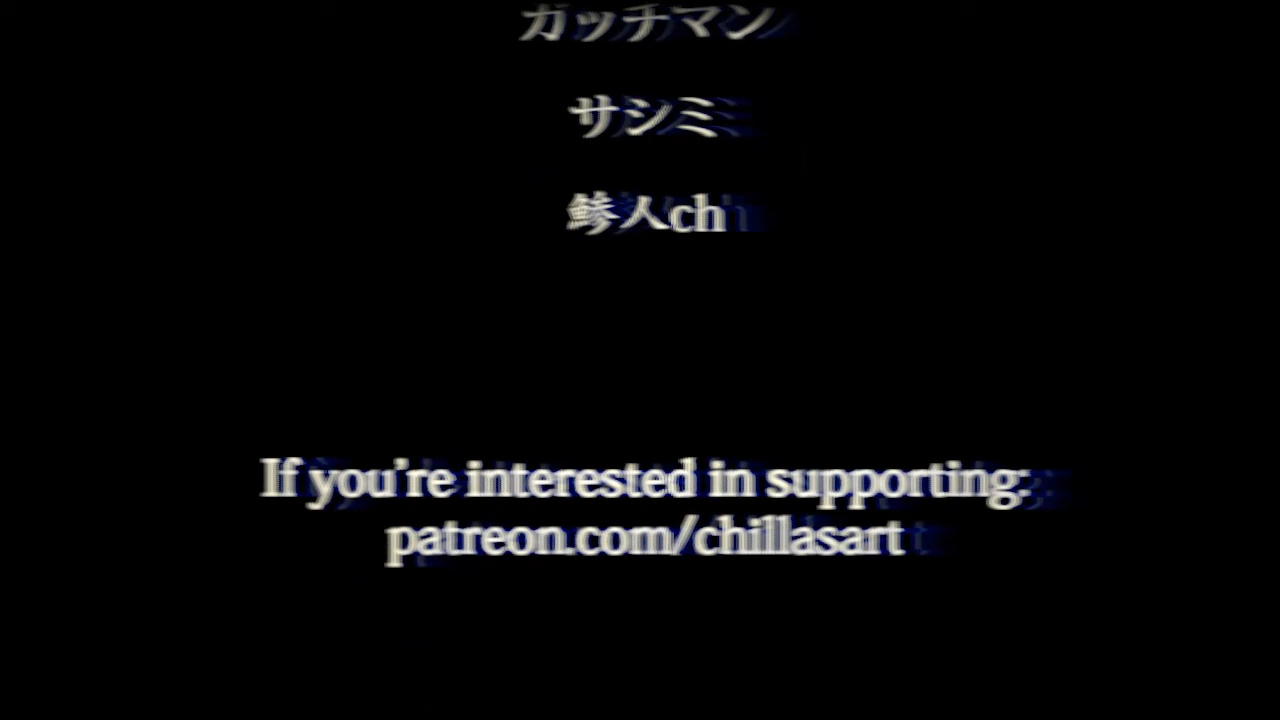 ガッチマン
サシミ
鯵人ch
If you're interested in supporting:
patreon.com/chillasart